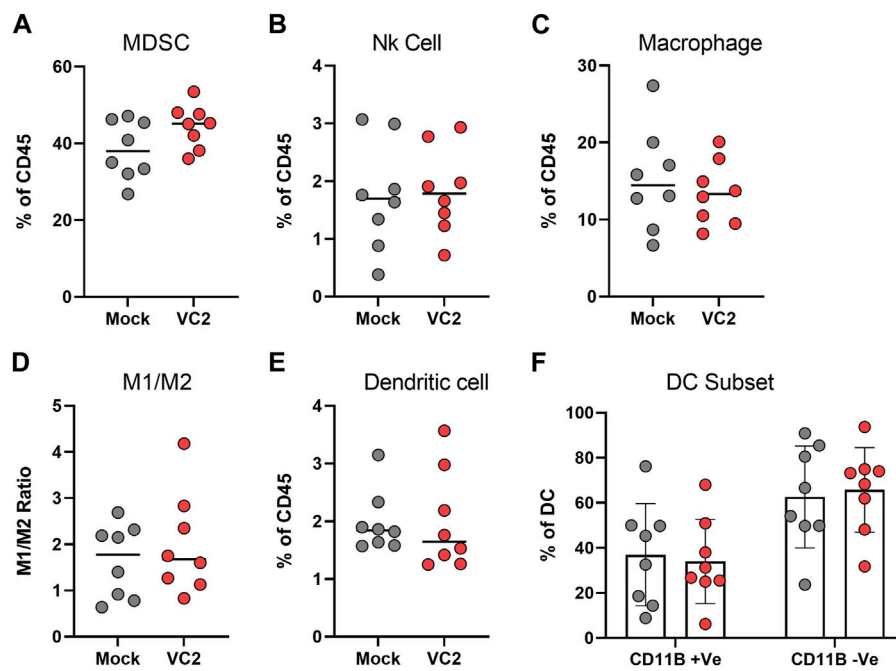 A
MDSC
% of CD45
60
40
20
0
Mock
VC2
B
Nk Cell
% of CD45
4
3
2
1
0
Mock
VC2
C
Macrophage
% of CD45
30
20
10
0
Mock
VC2
D
M1/M2
M1/M2 Ratio
5
4
3
2
1
0
Mock
VC2
E
Dendritic cell
% of CD45
4
3
2
1
0
Mock
VC2
F
DC Subset
% of DC
100
80
60
40
20
0
CD11B +Ve
CD11B -Ve